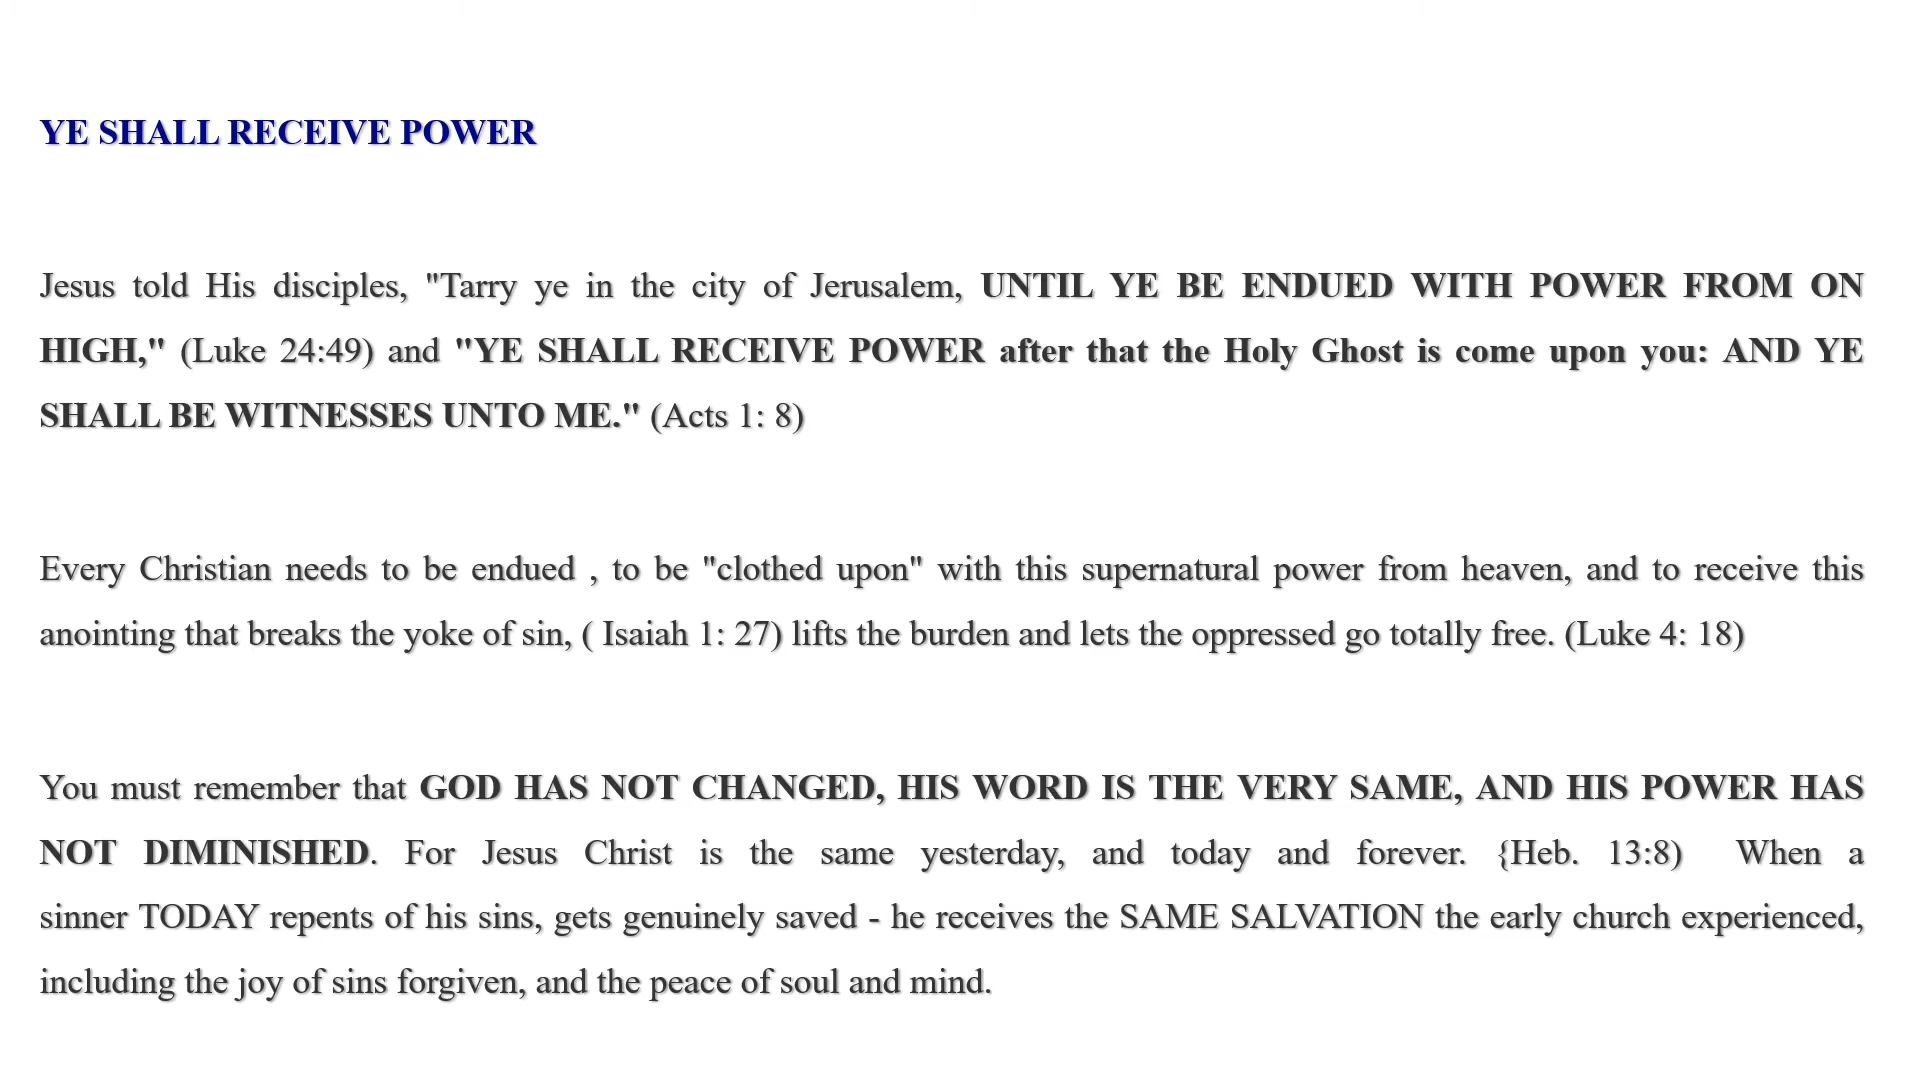 YE SHALL RECEIVE POWER
Jesus told His disciples, "Tarry ye in the city of Jerusalem, UNTIL YE BE ENDUED WITH POWER FROM ON
HIGH," (Luke 24:49) and "YE SHALL RECEIVE POWER after that the Holy Ghost is come upon you: AND YE
SHALL BE WITNESSES UNTO ME." (Acts 1: 8)
Every Christian needs to be endued , to be "clothed upon" with this supernatural power from heaven, and to receive this
anointing that breaks the yoke of sin, ( Isaiah 1: 27) lifts the burden and lets the oppressed go totally free. (Luke 4: 18)
You must remember that GOD HAS NOT CHANGED, HIS WORD IS THE VERY SAME, AND HIS POWER HAS
NOT DIMINISHED. For Jesus Christ is the same yesterday, and today and forever. {Heb. 13:8) When a
sinner TODAY repents of his sins, gets genuinely saved - he receives the SAME SALVATION the early church experienced,
including the joy of sins forgiven, and the peace of soul and mind.